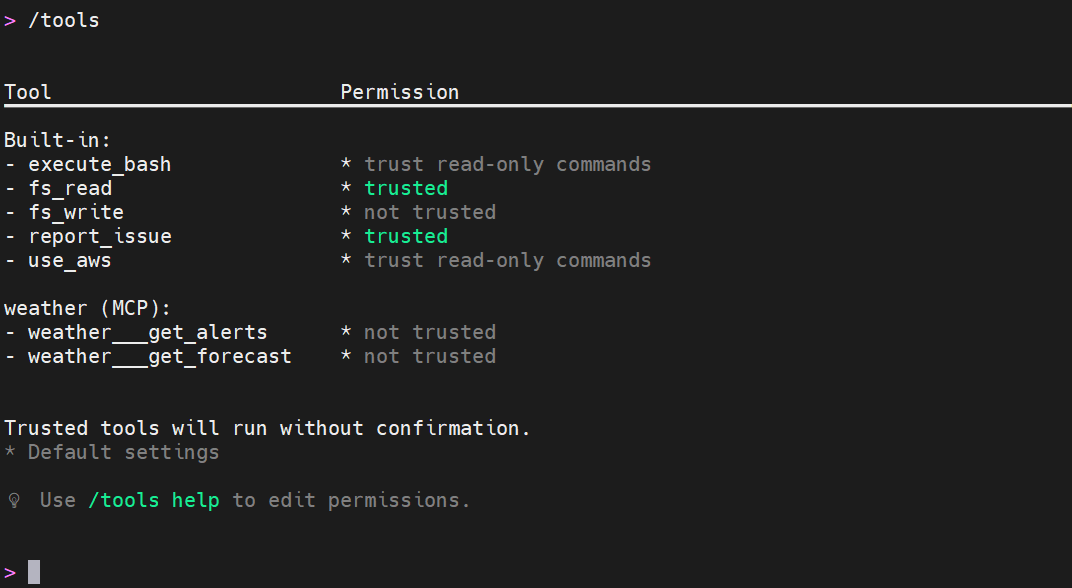 > /tools
Tool Permission
Built-in:
- execute_bash * trust read-only commands
- fs_read * trusted
- fs_write * not trusted
- report_issue * trusted
- use_aws * trust read-only commands
weather (MCP):
- weather___get_alerts * not trusted
- weather___get_forecast * not trusted
Trusted tools will run without confirmation.
* Default settings
Use /tools help to edit permissions.
>